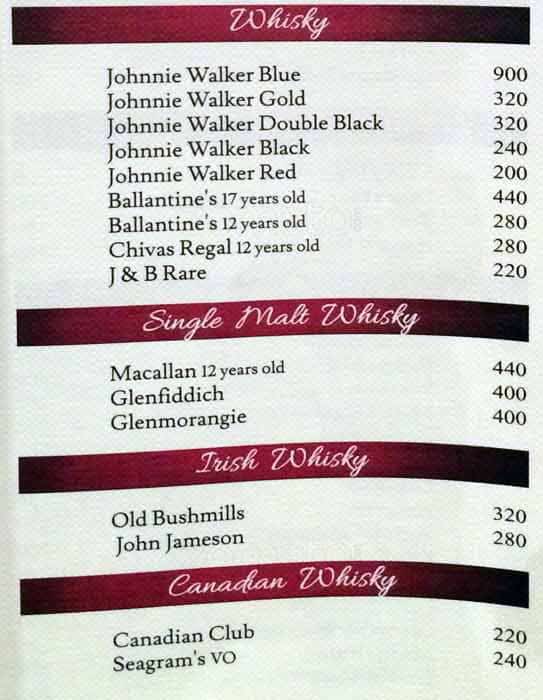 Whisky
Johnnie Walker Blue 900
Johnnie Walker Gold 320
Johnnie Walker Double Black 320
Johnnie Walker Black 240
Johnnie Walker Red 200
Ballantine's 17 years old 440
Ballantine's 12 years old 280
Chivas Regal 12 years old 280
J & B Rare 220
Single Malt Whisky
Macallan 12 years old 440
Glenfiddich 400
Glenmorangie 400
Irish Whisky
Old Bushmills 320
John Jameson 280
Canadian Whisky
Canadian Club 220
Seagram's VO 240